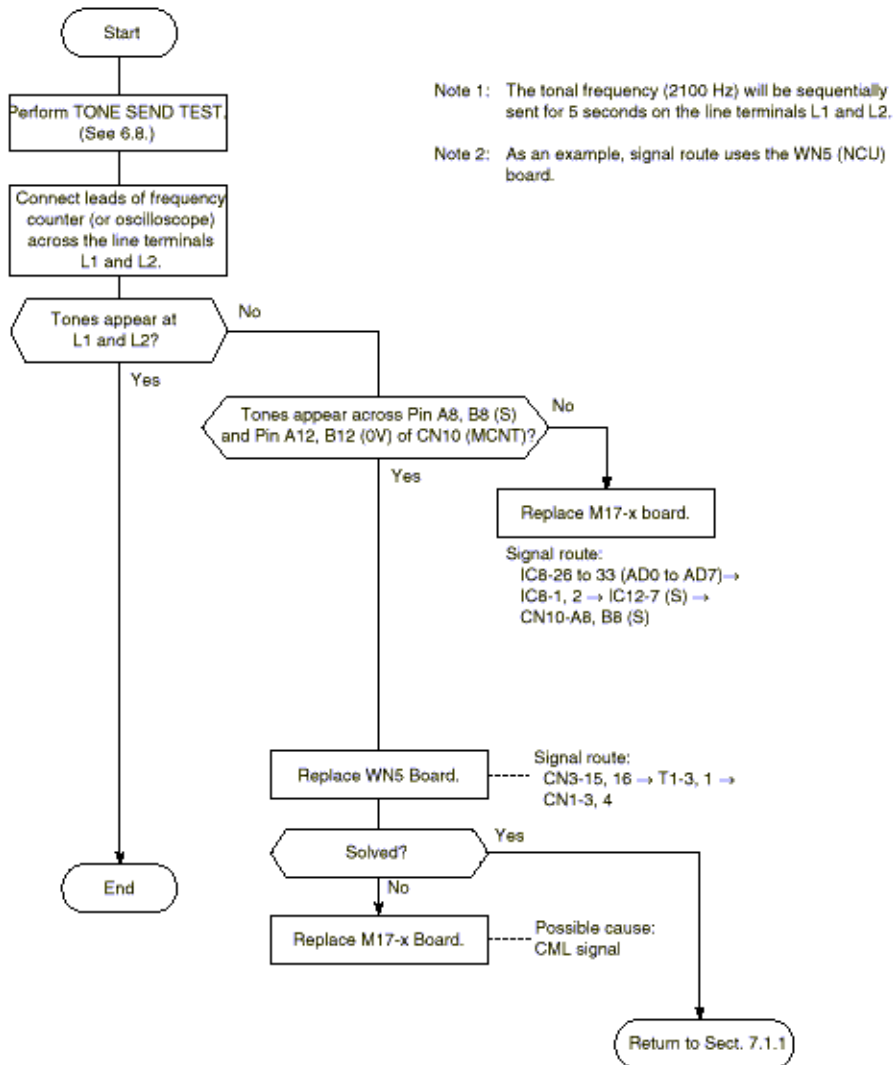 Start
Perform TONE SEND TEST.
(See 6.8.)
Note 1: The tonal frequency (2100 Hz) will be sequentially
sent for 5 seconds on the line terminals L1 and L2.
Note 2: As an example, signal route uses the WN5 (NCU)
board.
Connect leads of frequency
counter (or oscilloscope)
across the line terminals
L1 and L2.
Tones appear at
L1 and L2?
No
Yes
Tones appear across Pin A8, B8 (S)
and Pin A12, B12 (0V) of CN10 (MCNT)?
No
Yes
Replace M17-x board.
Signal route:
IC8-26 to 33 (AD0 to AD7)→
IC8-1, 2 → IC12-7 (S) →
CN10-A8, B8 (S)
Replace WN5 Board.
Signal route:
CN3-15, 16 → T1-3, 1 →
CN1-3, 4
Solved?
Yes
No
End
Replace M17-x Board.
Possible cause:
CML signal
Return to Sect. 7.1.1